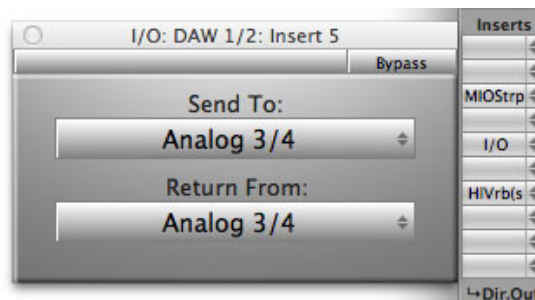 I/O: DAW 1/2: Insert 5
Bypass
Send To:
Analog 3/4
Return From:
Analog 3/4
Inserts
MIOStrp
I/O
HIVrb(s
↪Dir.Out